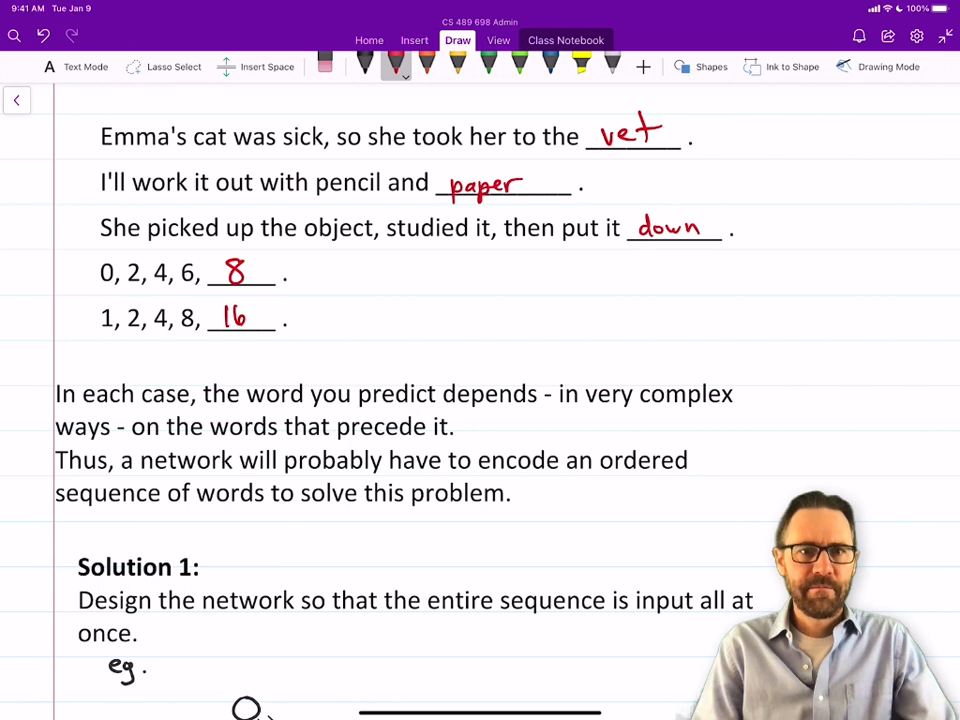 9:41 AM Tue Jan 9
100%
CS 489 698 Admin
Home Insert Draw View Class Notebook
A Text Mode Lasso Select Insert Space Shapes Ink to Shape Drawing Mode
Emma's cat was sick, so she took her to the vet .
I'll work it out with pencil and paper .
She picked up the object, studied it, then put it down .
0, 2, 4, 6, 8 .
1, 2, 4, 8, 16 .
In each case, the word you predict depends - in very complex
ways - on the words that precede it.
Thus, a network will probably have to encode an ordered
sequence of words to solve this problem.
Solution 1:
Design the network so that the entire sequence is input all at
once.
eg.